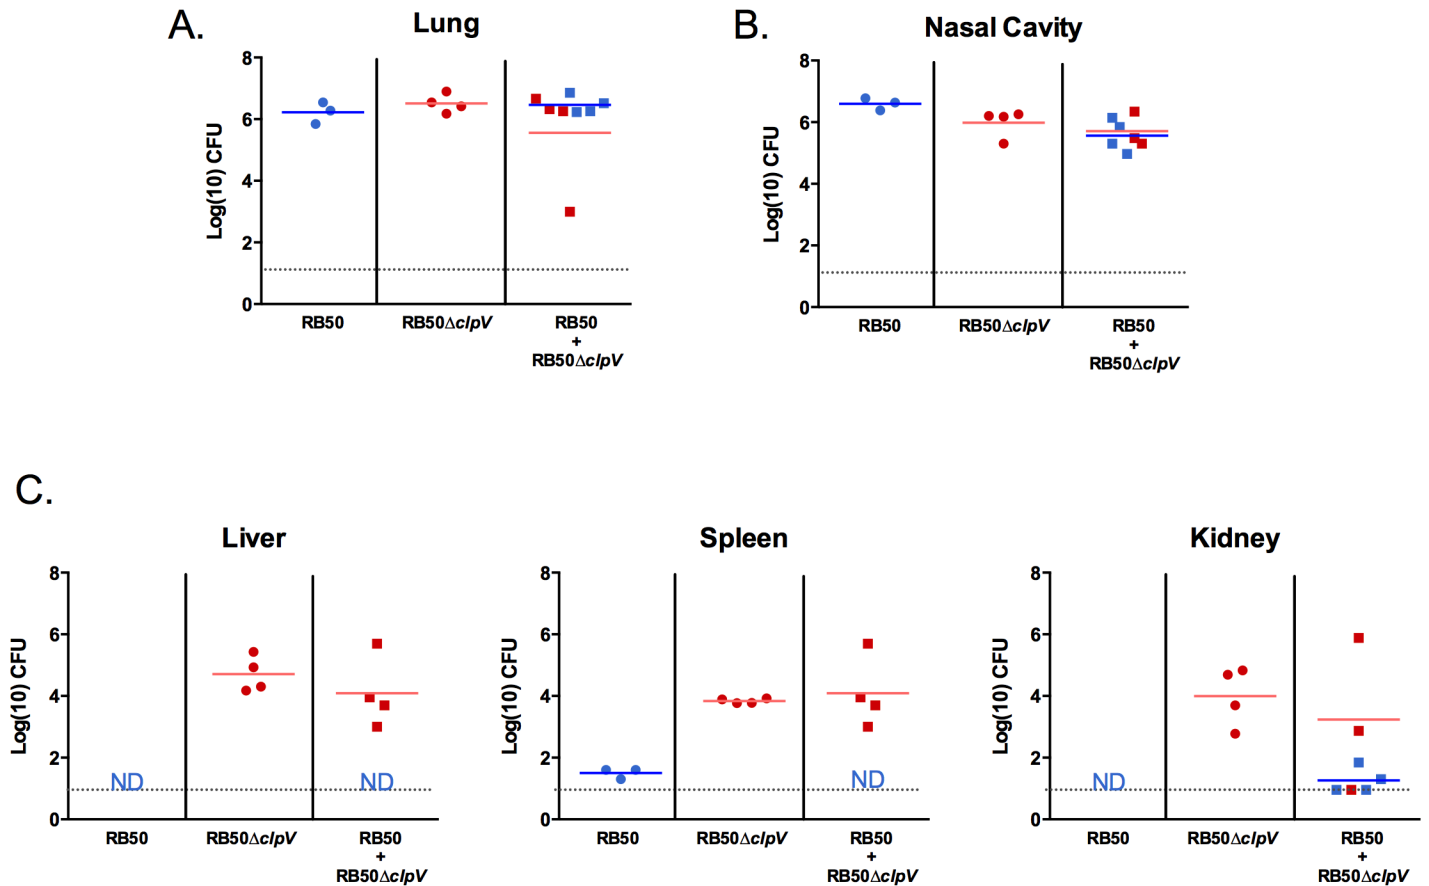 A.
Lung
Log(10) CFU
8
6
4
2
0
RB50
RB50ΔclpV
RB50
+
RB50ΔclpV
B.
Nasal Cavity
Log(10) CFU
8
6
4
2
0
RB50
RB50ΔclpV
RB50
+
RB50ΔclpV
C.
Liver
Log(10) CFU
8
6
4
2
0
ND
ND
RB50
RB50ΔclpV
RB50
+
RB50ΔclpV
Spleen
Log(10) CFU
8
6
4
2
0
ND
RB50
RB50ΔclpV
RB50
+
RB50ΔclpV
Kidney
Log(10) CFU
8
6
4
2
0
ND
RB50
RB50ΔclpV
RB50
+
RB50ΔclpV